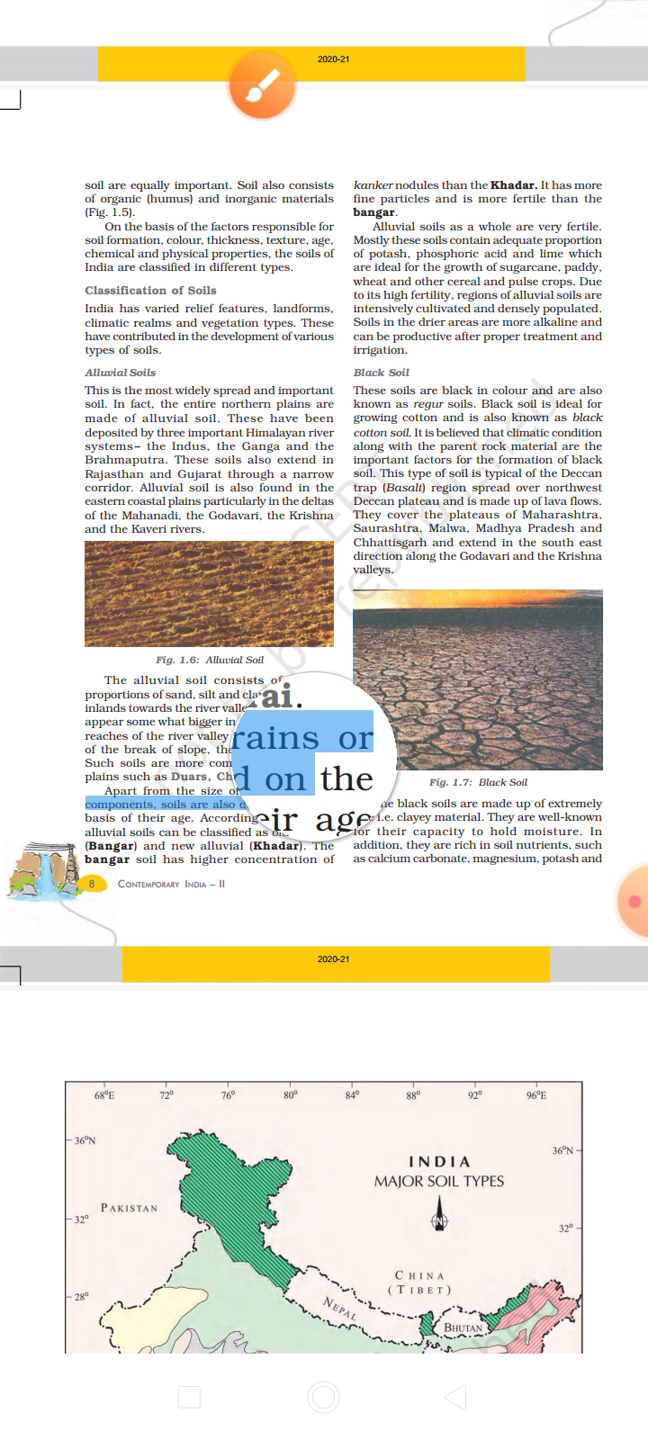 2020-21
soil are equally important. Soil also consists
of organic (humus) and inorganic materials
(Fig. 1.5).
On the basis of the factors responsible for
soil formation, colour, thickness, texture, age,
chemical and physical properties, the soils of
India are classified in different types.
Classification of Soils
India has varied relief features, landforms,
climatic realms and vegetation types. These
have contributed in the development of various
types of soils.
Alluvial Soils
This is the most widely spread and important
soil. In fact, the entire northern plains are
made of alluvial soil. These have been
deposited by three important Himalayan river
systems– the Indus, the Ganga and the
Brahmaputra. These soils also extend in
Rajasthan and Gujarat through a narrow
corridor. Alluvial soil is also found in the
eastern coastal plains particularly in the deltas
of the Mahanadi, the Godavari, the Krishna
and the Kaveri rivers.
Fig. 1.6: Alluvial Soil
The alluvial soil consists of
proportions of sand, silt and
inlands towards the river
appear some what bigger in
reaches of the river valley
of the break of slope,
Such soils are more
plains such as Duars,
Apart from the size of
components, soils are also
basis of their age. According
alluvial soils can be classified as
(Bangar) and new alluvial (Khadar). The
bangar soil has higher concentration of
rains or
on the
age
8 CONTEMPORARY INDIA – II
kanker nodules than the Khadar. It has more
fine particles and is more fertile than the
bangar.
Alluvial soils as a whole are very fertile.
Mostly these soils contain adequate proportion
of potash, phosphoric acid and lime which
are ideal for the growth of sugarcane, paddy,
wheat and other cereal and pulse crops. Due
to its high fertility, regions of alluvial soils are
intensively cultivated and densely populated.
Soils in the drier areas are more alkaline and
can be productive after proper treatment and
irrigation.
Black Soil
These soils are black in colour and are also
known as regur soils. Black soil is ideal for
growing cotton and is also known as black
cotton soil. It is believed that climatic condition
along with the parent rock material are the
important factors for the formation of black
soil. This type of soil is typical of the Deccan
trap (Basalt) region spread over northwest
Deccan plateau and is made up of lava flows.
They cover the plateaus of Maharashtra,
Saurashtra, Malwa, Madhya Pradesh and
Chhattisgarh and extend in the south east
direction along the Godavari and the Krishna
valleys.
Fig. 1.7: Black Soil
black soils are made up of extremely
i.e. clayey material. They are well-known
for their capacity to hold moisture. In
addition, they are rich in soil nutrients, such
as calcium carbonate, magnesium, potash and
2020-21
68°E 72° 76° 80° 84° 88° 92° 96°E
36°N
36°N
INDIA
MAJOR SOIL TYPES
PAKISTAN
N
32°
32°
CHINA
(TIBET)
28°
NEPAL
BHUTAN